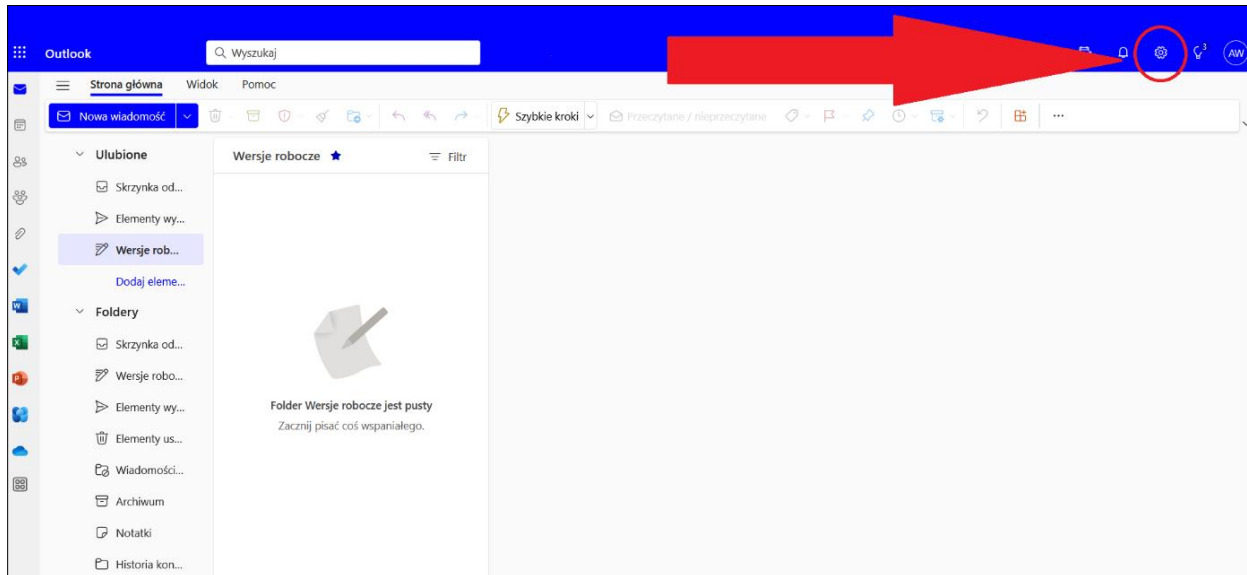 Outlook
Wyszukaj
3
AW
Strona główna Widok Pomoc
Nowa wiadomość
Szybkie kroki
Przeczytane / nieprzeczytane
...
Ulubione
Skrzynka od...
Elementy wy...
Wersje rob...
Dodaj eleme...
Foldery
Skrzynka od...
Wersje robo...
Elementy wy...
Elementy us...
Wiadomości...
Archiwum
Notatki
Historia kon...
Wersje robocze
Filtr
Folder Wersje robocze jest pusty
Zacznij pisać coś wspaniałego.